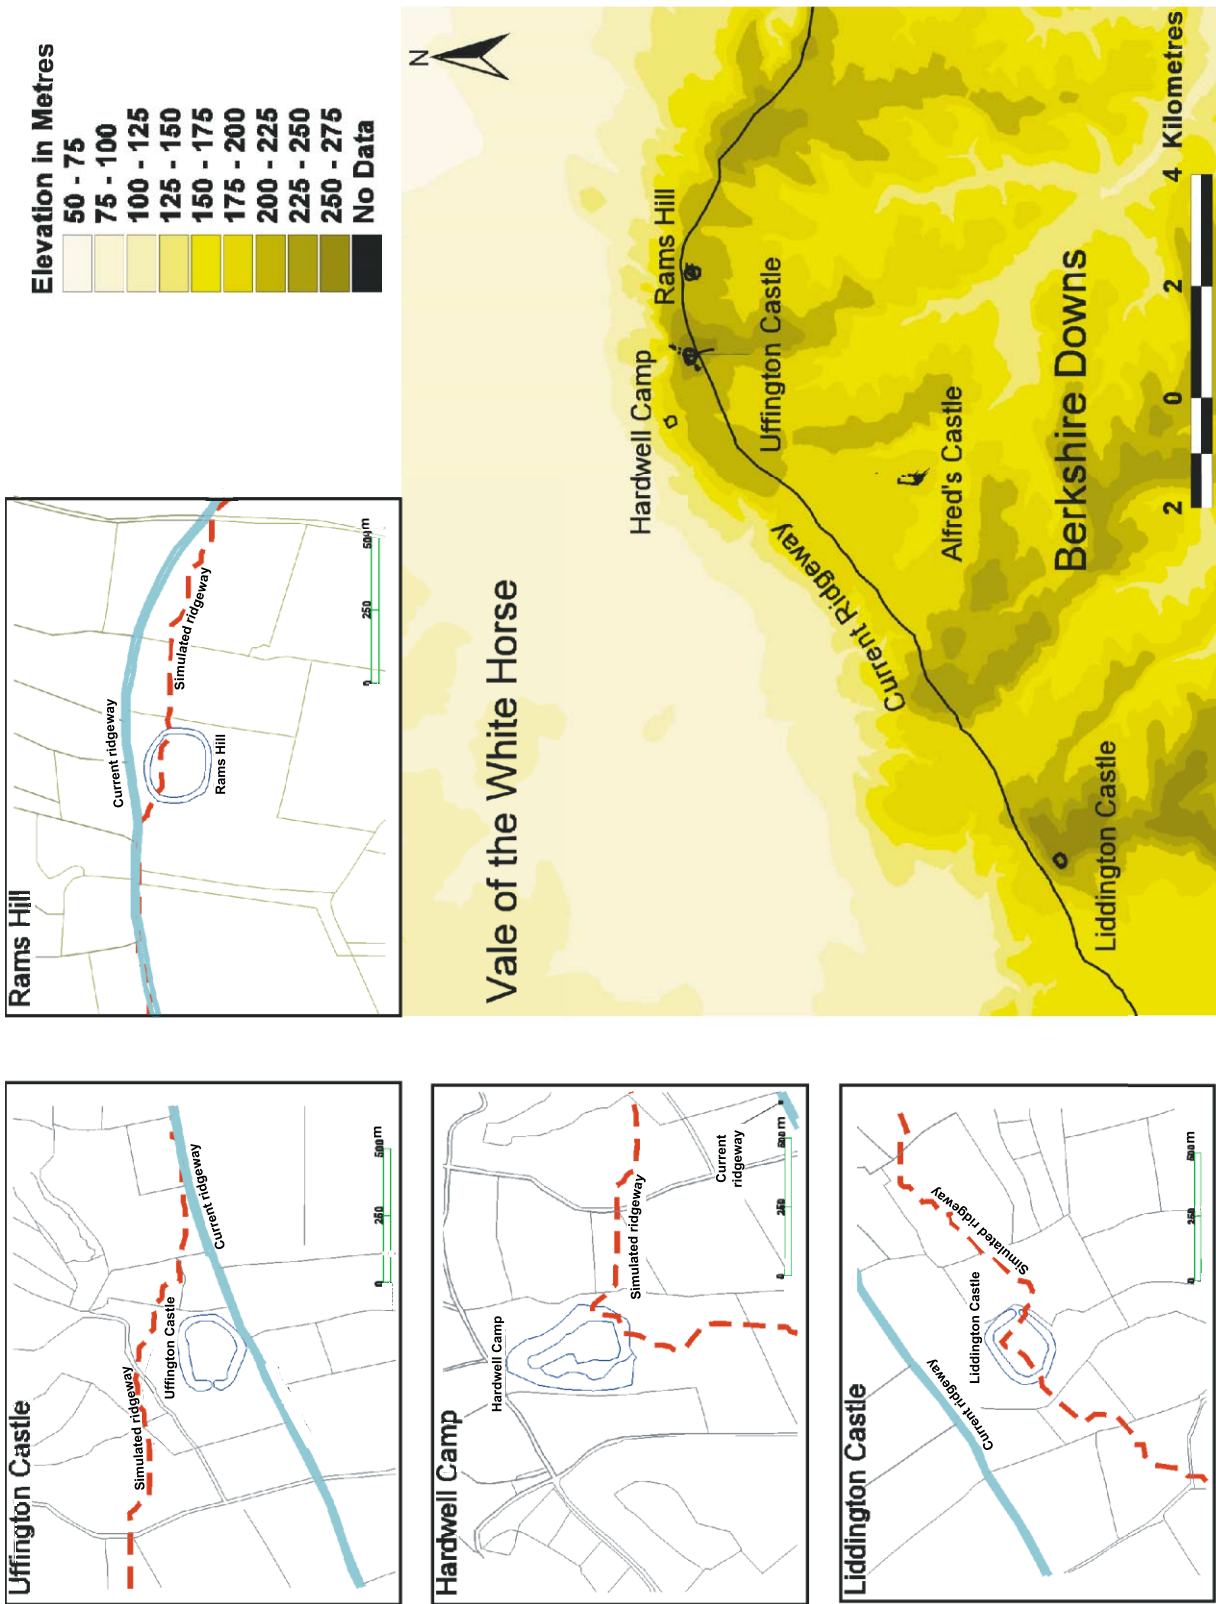 Uffington Castle
Simulated ridgeway
Uffington Castle
Current ridgeway
0 250 500m
Rams Hill
Current ridgeway
Simulated ridgeway
Rams Hill
0 250 500m
Elevation in Metres
50 - 75
75 - 100
100 - 125
125 - 150
150 - 175
175 - 200
200 - 225
225 - 250
250 - 275
No Data
Hardwell Camp
Hardwell Camp
Simulated ridgeway
Current
ridgeway
0 250 500m
Liddington Castle
Current ridgeway
Liddington Castle
Simulated ridgeway
0 250 500m
N
Vale of the White Horse
Hardwell Camp
Rams Hill
Uffington Castle
Current Ridgeway
Alfred's Castle
Liddington Castle
Berkshire Downs
2 0 2 4 Kilometres